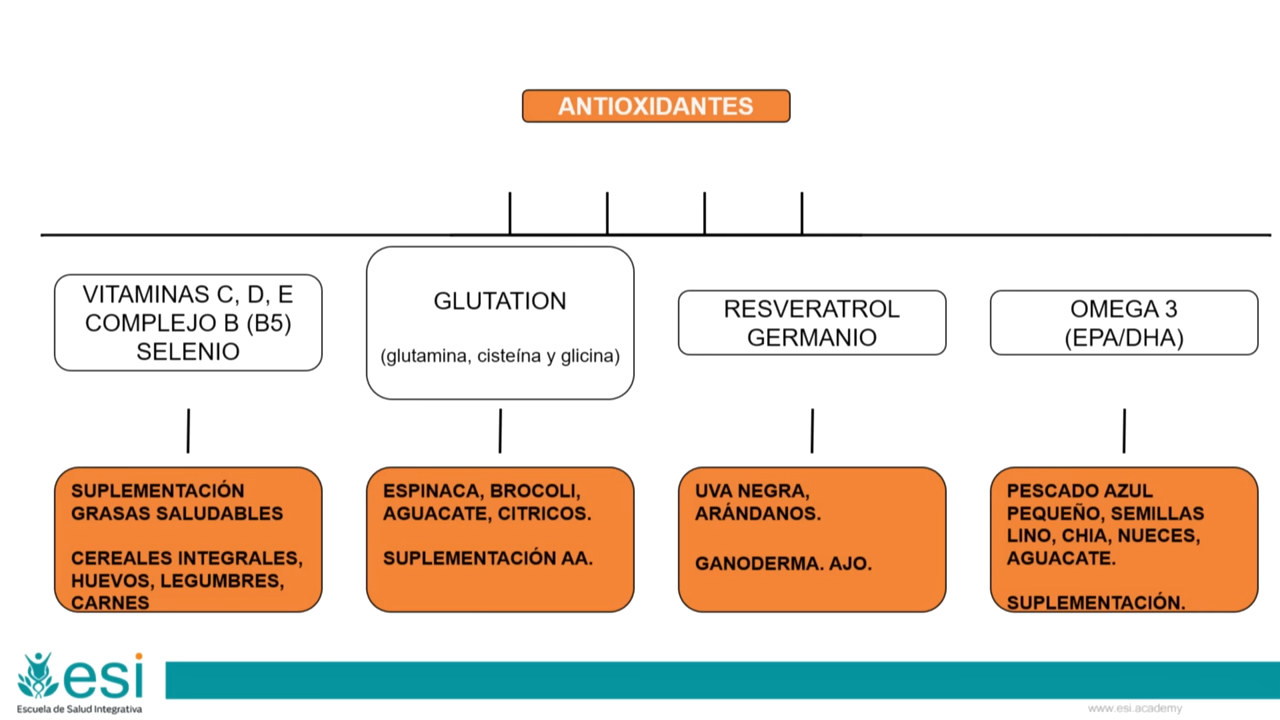 ANTIOXIDANTES
VITAMINAS C, D, E
COMPLEJO B (B5)
SELENIO
GLUTATION
(glutamina, cisteína y glicina)
RESVERATROL
GERMANIO
OMEGA 3
(EPA/DHA)
SUPLEMENTACIÓN
GRASAS SALUDABLES
CEREALES INTEGRALES,
HUEVOS, LEGUMBRES,
CARNES
ESPINACA, BROCOLI,
AGUACATE, CITRICOS.
SUPLEMENTACIÓN AA.
UVA NEGRA,
ARÁNDANOS.
GANODERMA. AJO.
PESCADO AZUL
PEQUEÑO, SEMILLAS
LINO, CHIA, NUECES,
AGUACATE.
SUPLEMENTACIÓN.
esi
Escuela de Salud Integrativa
www.esi.academy